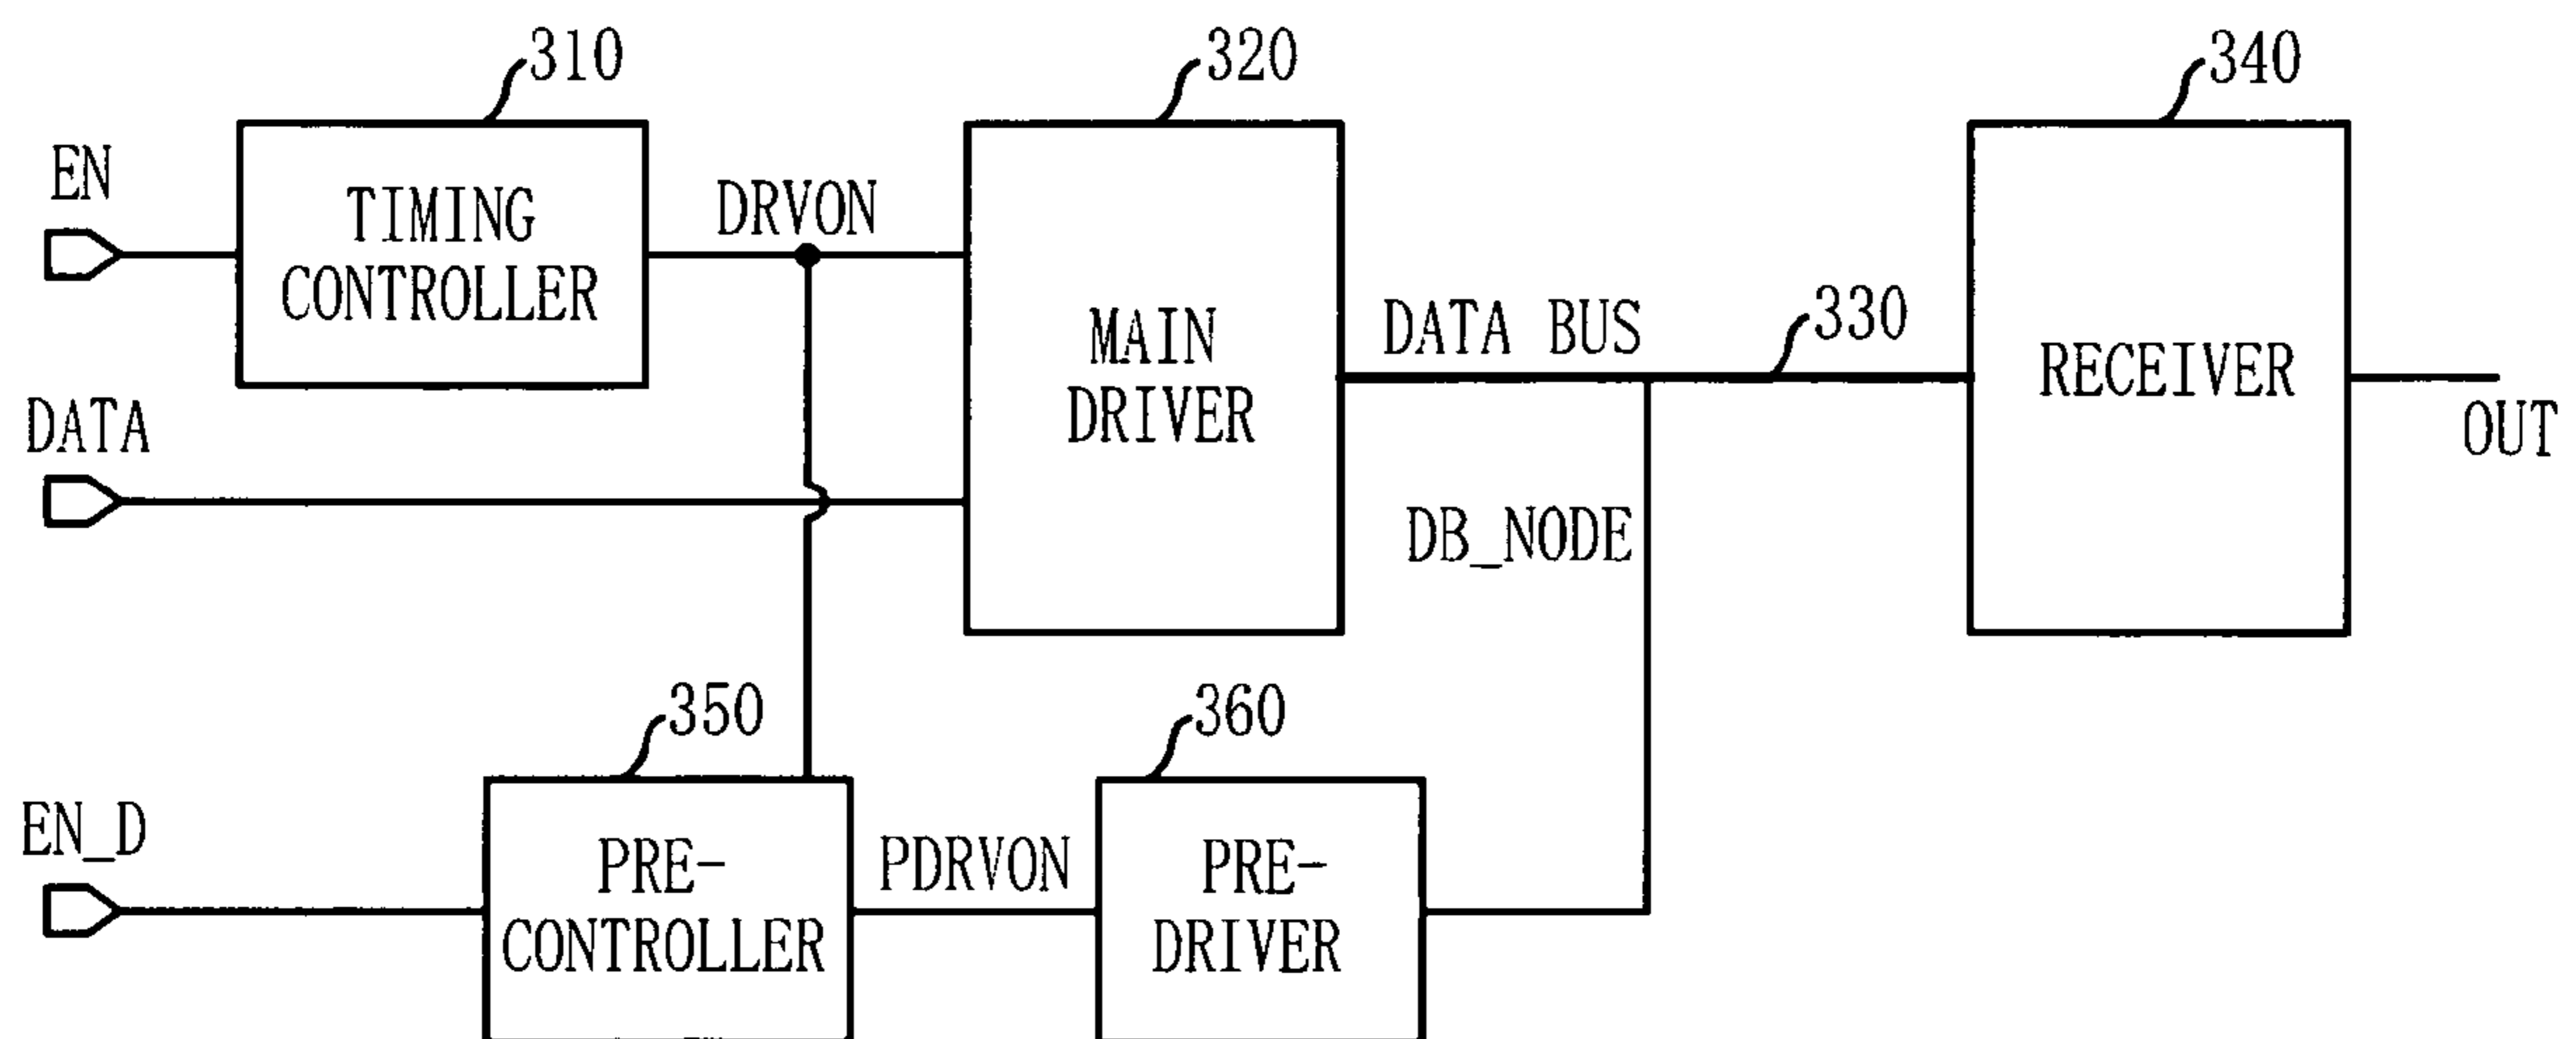 310
320
340
EN
TIMING
CONTROLLER
DRVON
MAIN
DRIVER
DATA BUS
330
RECEIVER
OUT
DATA
DB_NODE
350
360
EN_D
PRE-
CONTROLLER
PDRVON
PRE-
DRIVER